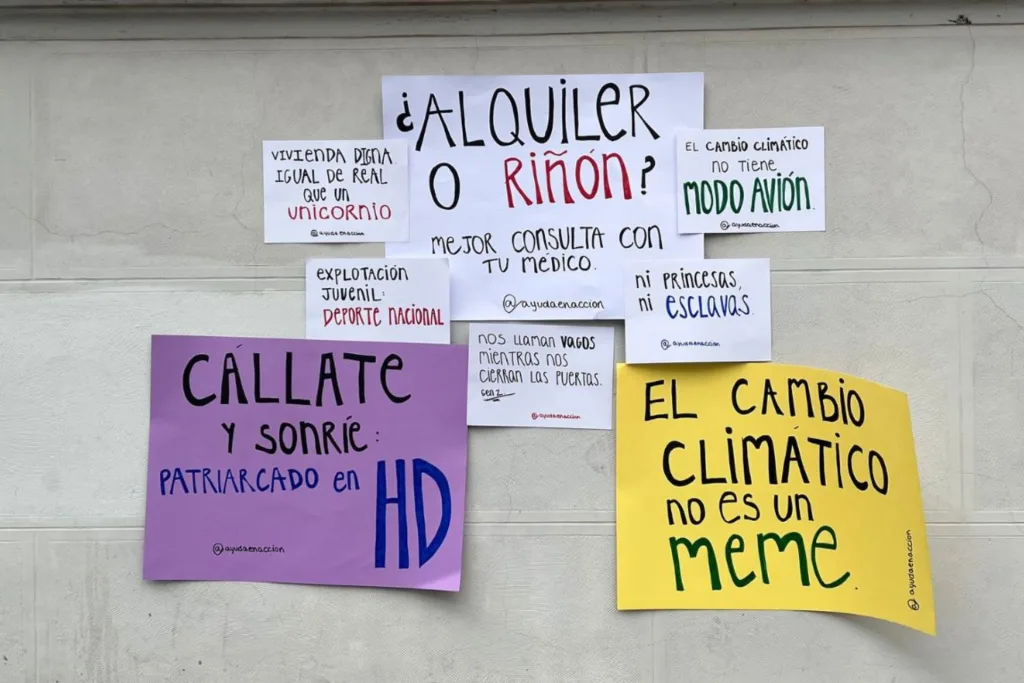 ¿ALQUILER
O RIÑÓN?
MEJOR CONSULTA CON
TU MÉDICO.
@ayudaenaccion
VIVIENDA DIGNA
IGUAL DE REAL
QUE UN
UNICORNIO
@ayudaenaccion
EL CAMBIO CLIMÁTICO
NO TIENE
MODO AVIÓN.
@ayudaenaccion
EXPLOTACIÓN
JUVENIL:
DEPORTE NACIONAL
ni PRINCESAS,
ni ESCLAVAS.
@ayudaenaccion
NOS LLAMAN VAGOS
MIENTRAS NOS
CIERRAN LAS PUERTAS.
GEN Z
@ayudaenaccion
CÁLLATE
Y SONRÍE:
PATRIARCADO en HD
@ayudaenaccion
EL CAMBIO
CLIMÁTICO
NO ES UN
MEME.
@ayudaenaccion